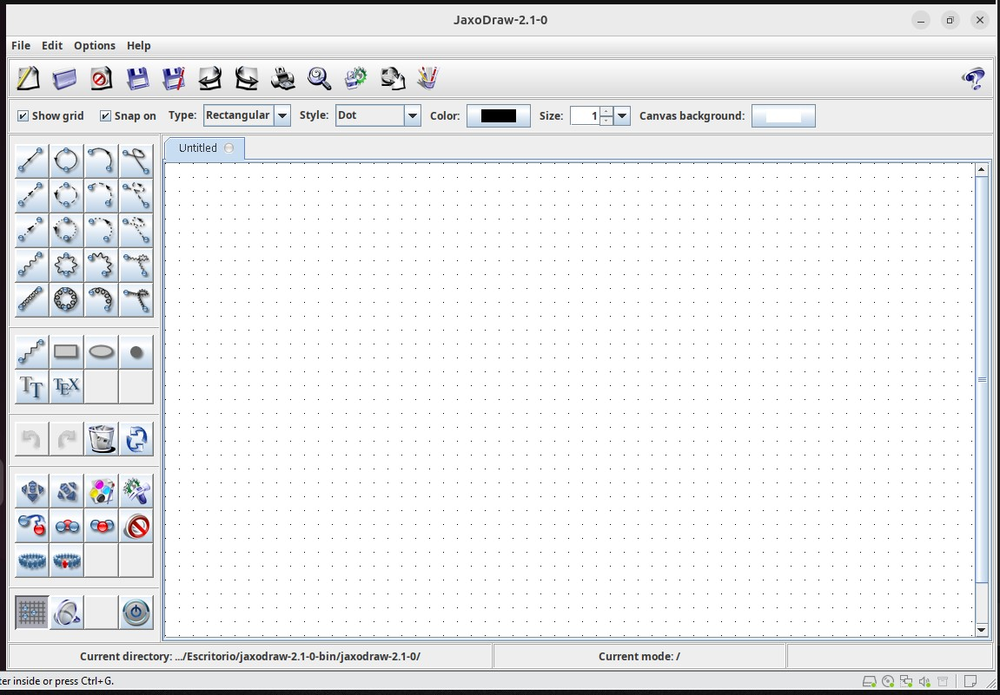 JaxoDraw-2.1-0
File Edit Options Help
Show grid Snap on Type: Rectangular Style: Dot Color: Size: 1 Canvas background:
Untitled
TT TEX
Current directory: .../Escritorio/jaxodraw-2.1-0-bin/jaxodraw-2.1-0/ Current mode: /
ter inside or press Ctrl+G.